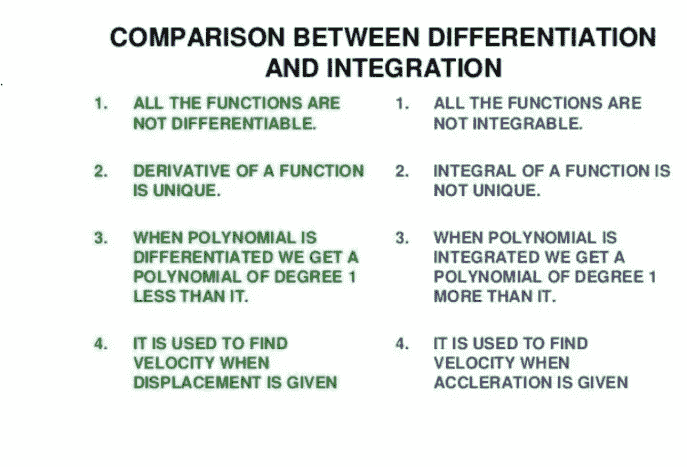 COMPARISON BETWEEN DIFFERENTIATION
AND INTEGRATION
1. ALL THE FUNCTIONS ARE
NOT DIFFERENTIABLE.
2. DERIVATIVE OF A FUNCTION
IS UNIQUE.
3. WHEN POLYNOMIAL IS
DIFFERENTIATED WE GET A
POLYNOMIAL OF DEGREE 1
LESS THAN IT.
4. IT IS USED TO FIND
VELOCITY WHEN
DISPLACEMENT IS GIVEN
1. ALL THE FUNCTIONS ARE
NOT INTEGRABLE.
2. INTEGRAL OF A FUNCTION IS
NOT UNIQUE.
3. WHEN POLYNOMIAL IS
INTEGRATED WE GET A
POLYNOMIAL OF DEGREE 1
MORE THAN IT.
4. IT IS USED TO FIND
VELOCITY WHEN
ACCLERATION IS GIVEN